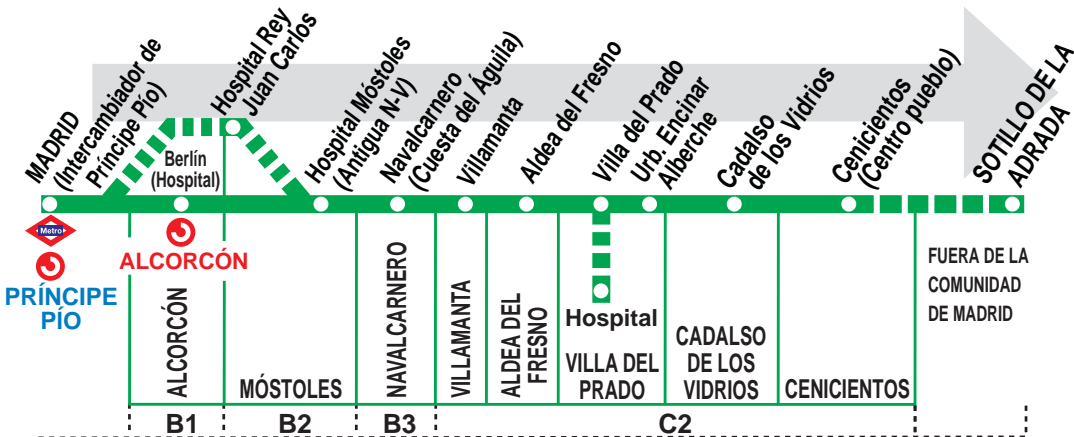 MADRID
(Intercambiador de
Príncipe Pío)
Berlín
(Hospital)
Hospital Rey
Juan Carlos
Hospital Móstoles
(Antigua N-V)
Navalcarnero
(Cuesta del Águila)
Villamanta
Aldea del Fresno
Villa del Prado
Urb. Encinar
Alberche
Cadalso
de los Vidrios
Cenicientos
(Centro pueblo)
SOTILLO DE LA
ADRADA
Metro
PRÍNCIPE
PÍO
ALCORCÓN
Hospital
ALCORCÓN
MÓSTOLES
NAVALCARNERO
VILLAMANTA
ALDEA DEL
FRESNO
VILLA DEL
PRADO
CADALSO
DE LOS
VIDRIOS
CENICIENTOS
FUERA DE LA
COMUNIDAD
DE MADRID
B1
B2
B3
C2